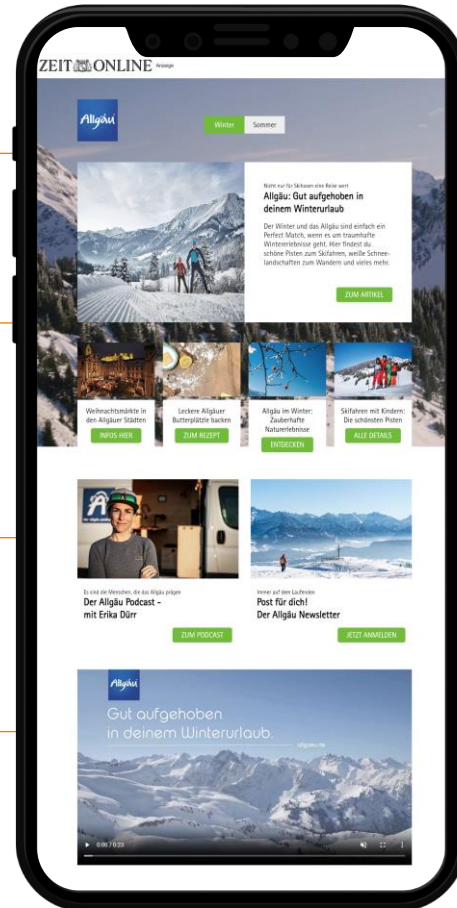 ZEIT ONLINE Anzeige
Allgäu
Winter
Sommer
Nicht nur für Skihasen eine Reise wert
Allgäu: Gut aufgehoben in
deinem Winterurlaub
Der Winter und das Allgäu sind einfach ein
Perfect Match, wenn es um traumhafte
Wintererlebnisse geht. Hier findest du
schöne Pisten zum Skifahren, weiße Schnee-
landschaften zum Wandern und vieles mehr.
ZUM ARTIKEL
Weihnachtsmärkte in
den Allgäuer Städten
INFOS HIER
Leckere Allgäuer
Butterplätzle backen
ZUM REZEPT
Allgäu im Winter:
Zauberhafte
Naturerlebnisse
ENTDECKEN
Skifahren mit Kindern:
Die schönsten Pisten
ALLE DETAILS
Es sind die Menschen, die das Allgäu prägen
Der Allgäu Podcast –
mit Erika Dürr
ZUM PODCAST
Immer auf dem Laufenden
Post für dich!
Der Allgäu Newsletter
JETZT ANMELDEN
Allgäu
Gut aufgehoben
in deinem Winterurlaub.
allgaeu.de
0:00 / 0:23